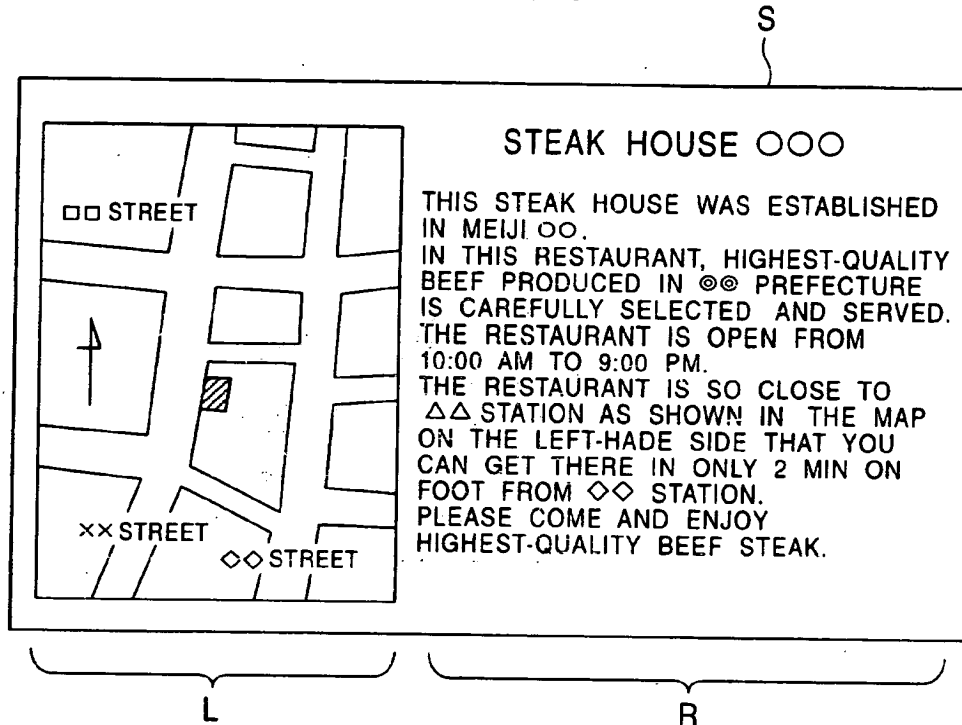 S
STEAK HOUSE ○○○
THIS STEAK HOUSE WAS ESTABLISHED
IN MEIJI ○○.
IN THIS RESTAURANT, HIGHEST-QUALITY
BEEF PRODUCED IN ◎◎ PREFECTURE
IS CAREFULLY SELECTED AND SERVED.
THE RESTAURANT IS OPEN FROM
10:00 AM TO 9:00 PM.
THE RESTAURANT IS SO CLOSE TO
△△ STATION AS SHOWN IN THE MAP
ON THE LEFT-HADE SIDE THAT YOU
CAN GET THERE IN ONLY 2 MIN ON
FOOT FROM ◇◇ STATION.
PLEASE COME AND ENJOY
HIGHEST-QUALITY BEEF STEAK.
□□ STREET
×× STREET
◇◇ STREET
L
R